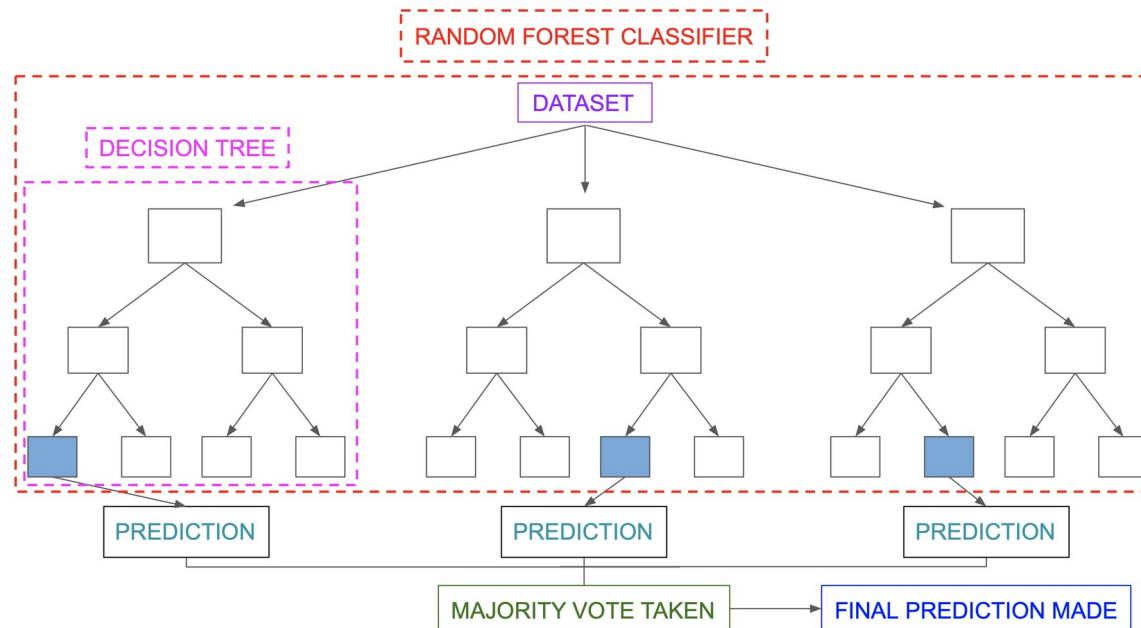 RANDOM FOREST CLASSIFIER
DATASET
DECISION TREE
PREDICTION
PREDICTION
PREDICTION
MAJORITY VOTE TAKEN
FINAL PREDICTION MADE